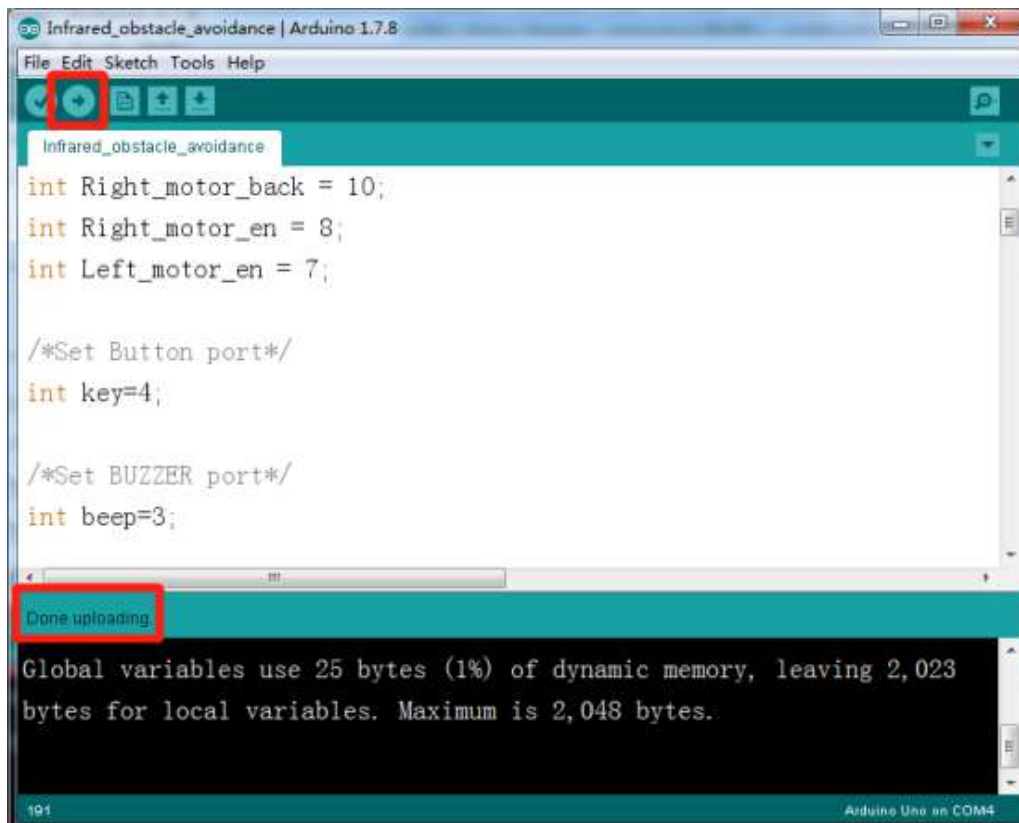 Infrared_obstacle_avoidance | Arduino 1.7.8
File Edit Sketch Tools Help
Infrared_obstacle_avoidance
int Right_motor_back = 10;
int Right_motor_en = 8;
int Left_motor_en = 7;
/*Set Button port*/
int key=4;
/*Set BUZZER port*/
int beep=3;
Done uploading.
Global variables use 25 bytes (1%) of dynamic memory, leaving 2,023
bytes for local variables. Maximum is 2,048 bytes.
191
Arduino Uno on COM4